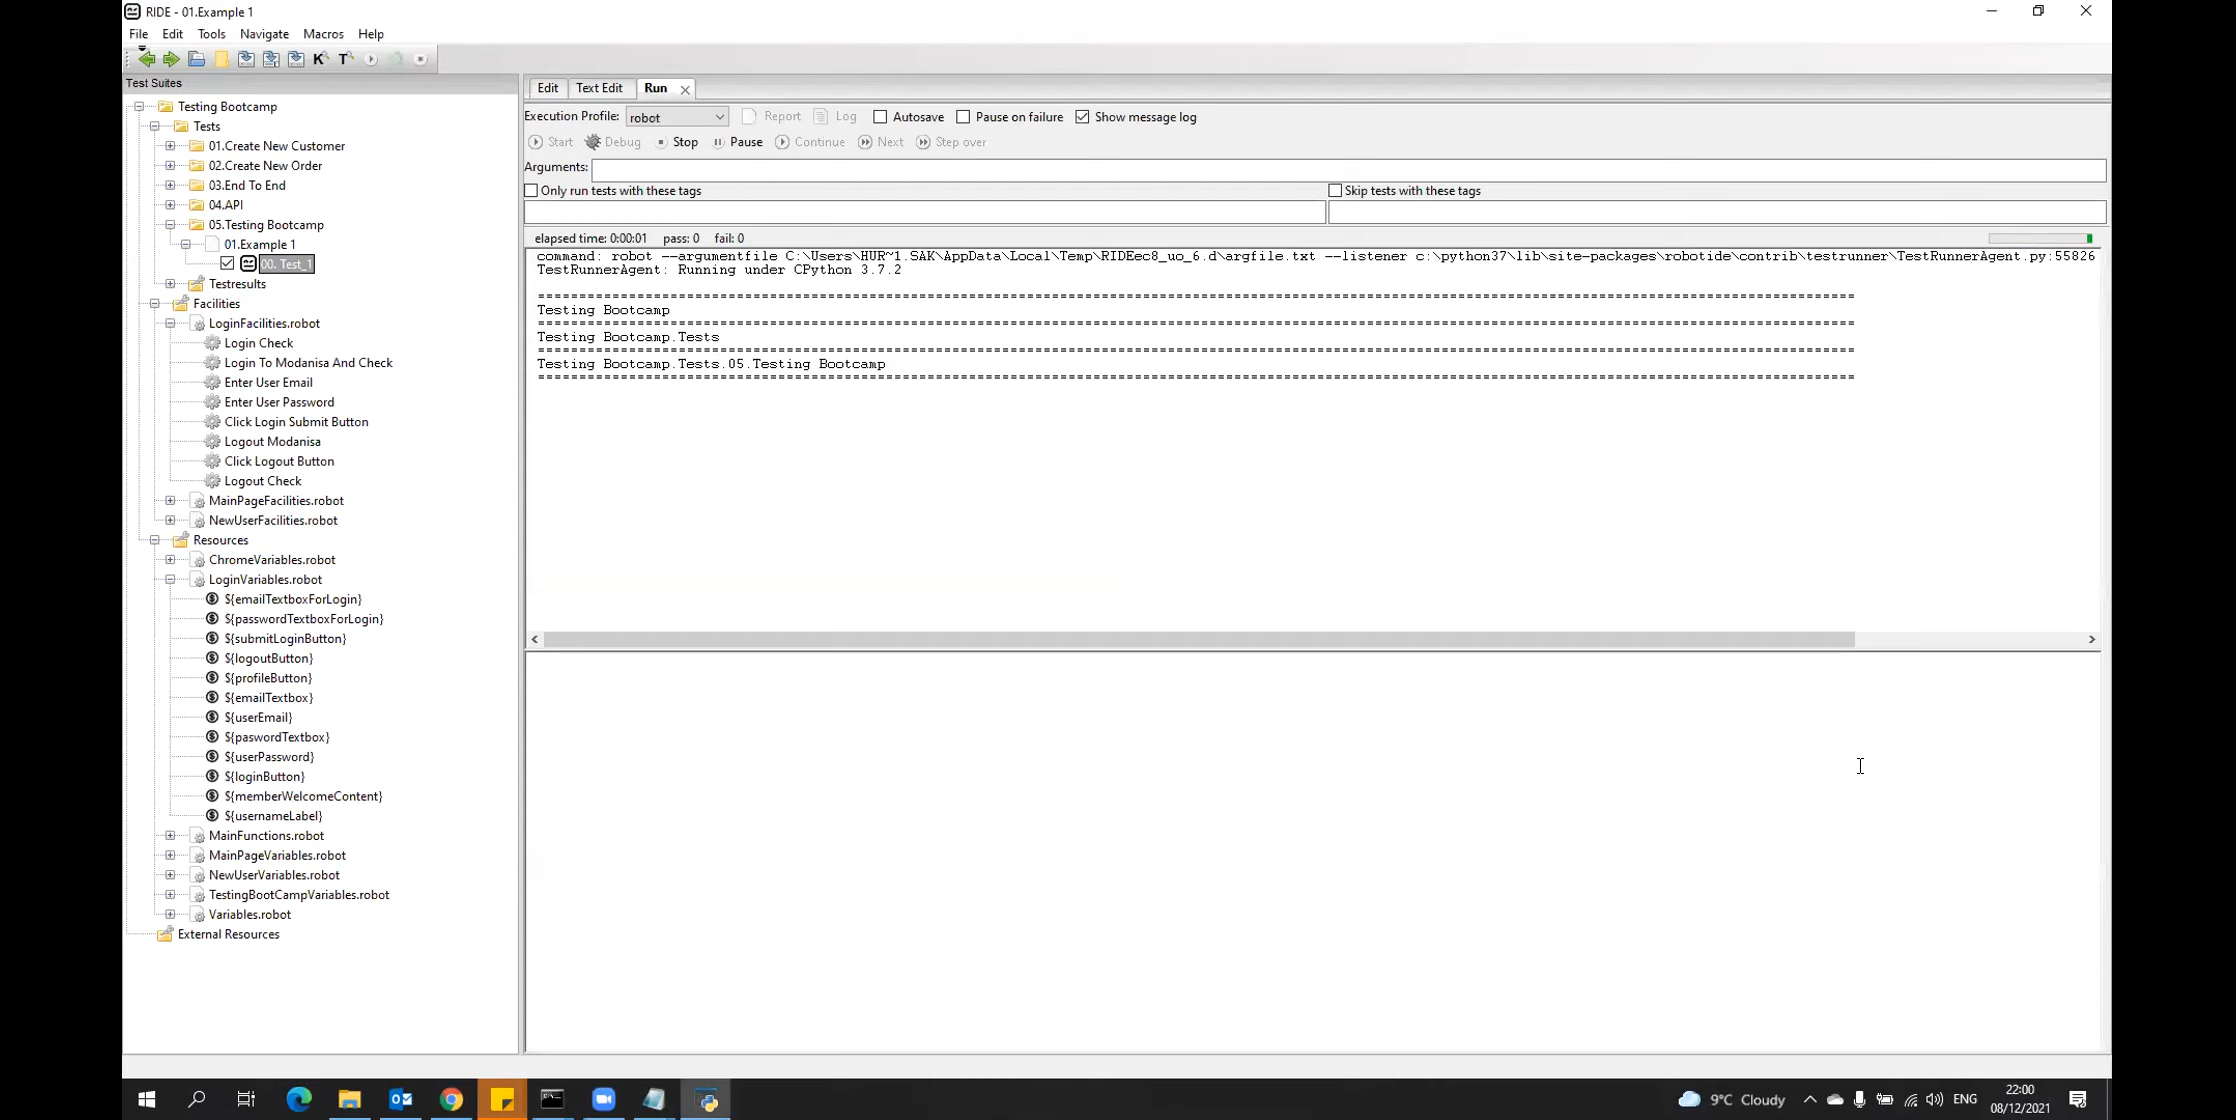 RIDE - 01.Example 1
File Edit Tools Navigate Macros Help
Test Suites
Testing Bootcamp
Tests
01.Create New Customer
02.Create New Order
03.End To End
04.API
05.Testing Bootcamp
01.Example 1
00. Test_1
Testresults
Facilities
LoginFacilities.robot
Login Check
Login To Modanisa And Check
Enter User Email
Enter User Password
Click Login Submit Button
Logout Modanisa
Click Logout Button
Logout Check
MainPageFacilities.robot
NewUserFacilities.robot
Resources
ChromeVariables.robot
LoginVariables.robot
${emailTextboxForLogin}
${passwordTextboxForLogin}
${submitLoginButton}
${logoutButton}
${profileButton}
${emailTextbox}
${userEmail}
${paswordTextbox}
${userPassword}
${loginButton}
${memberWelcomeContent}
${usernameLabel}
MainFunctions.robot
MainPageVariables.robot
NewUserVariables.robot
TestingBootCampVariables.robot
Variables.robot
External Resources
Edit Text Edit Run
Execution Profile: robot Report Log Autosave Pause on failure Show message log
Start Debug Stop Pause Continue Next Step over
Arguments:
Only run tests with these tags Skip tests with these tags
elapsed time: 0:00:01 pass: 0 fail: 0
command: robot --argumentfile C:\Users\HUR~1.SAK\AppData\Local\Temp\RIDEec8_uo_6.d\argfile.txt --listener c:\python37\lib\site-packages\robotide\contrib\testrunner\TestRunnerAgent.py:55826
TestRunnerAgent: Running under CPython 3.7.2
Testing Bootcamp
Testing Bootcamp.Tests
Testing Bootcamp.Tests.05.Testing Bootcamp
9°C Cloudy ENG 22:00
08/12/2021